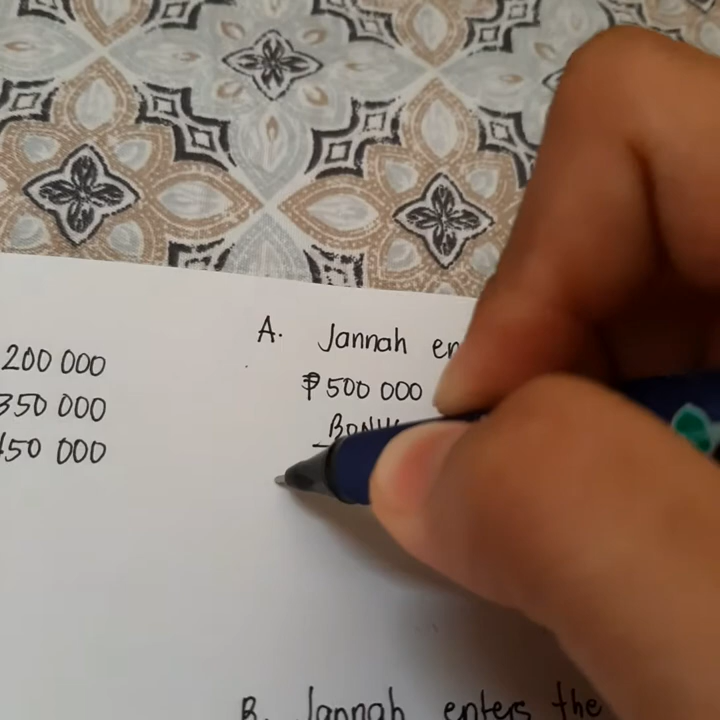 200 000
350 000
450 000
A. Jannah
₱500 000
B. Jannah enters the